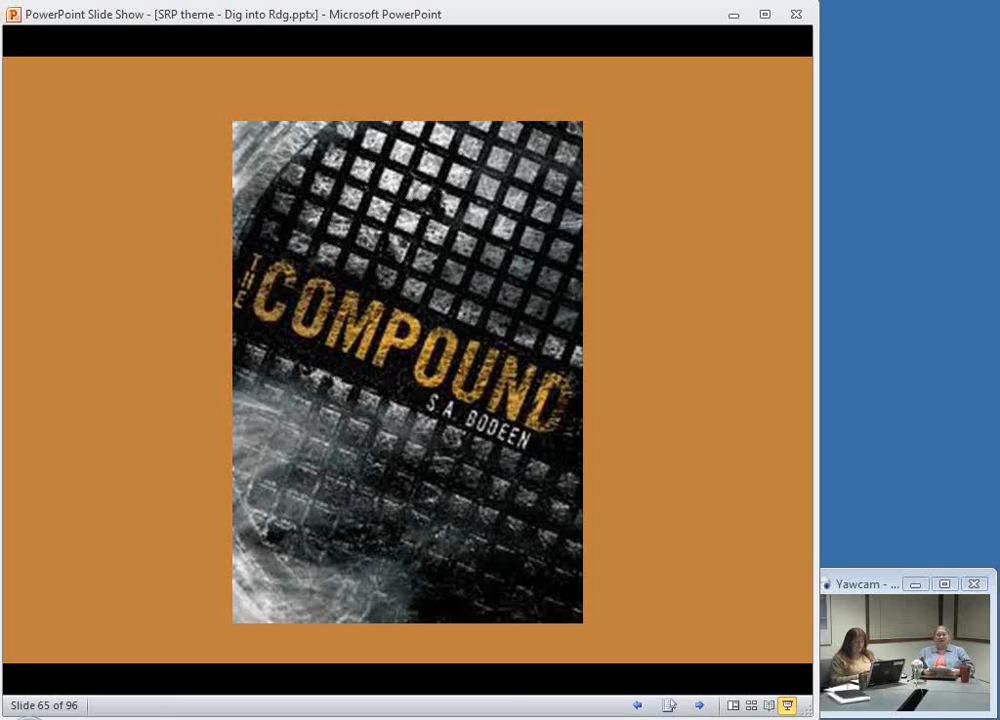 PowerPoint Slide Show - [SRP theme - Dig into Rdg.pptx] - Microsoft PowerPoint
THE
COMPOUND
S.A. BODEEN
Yawcam - ...
Slide 65 of 96